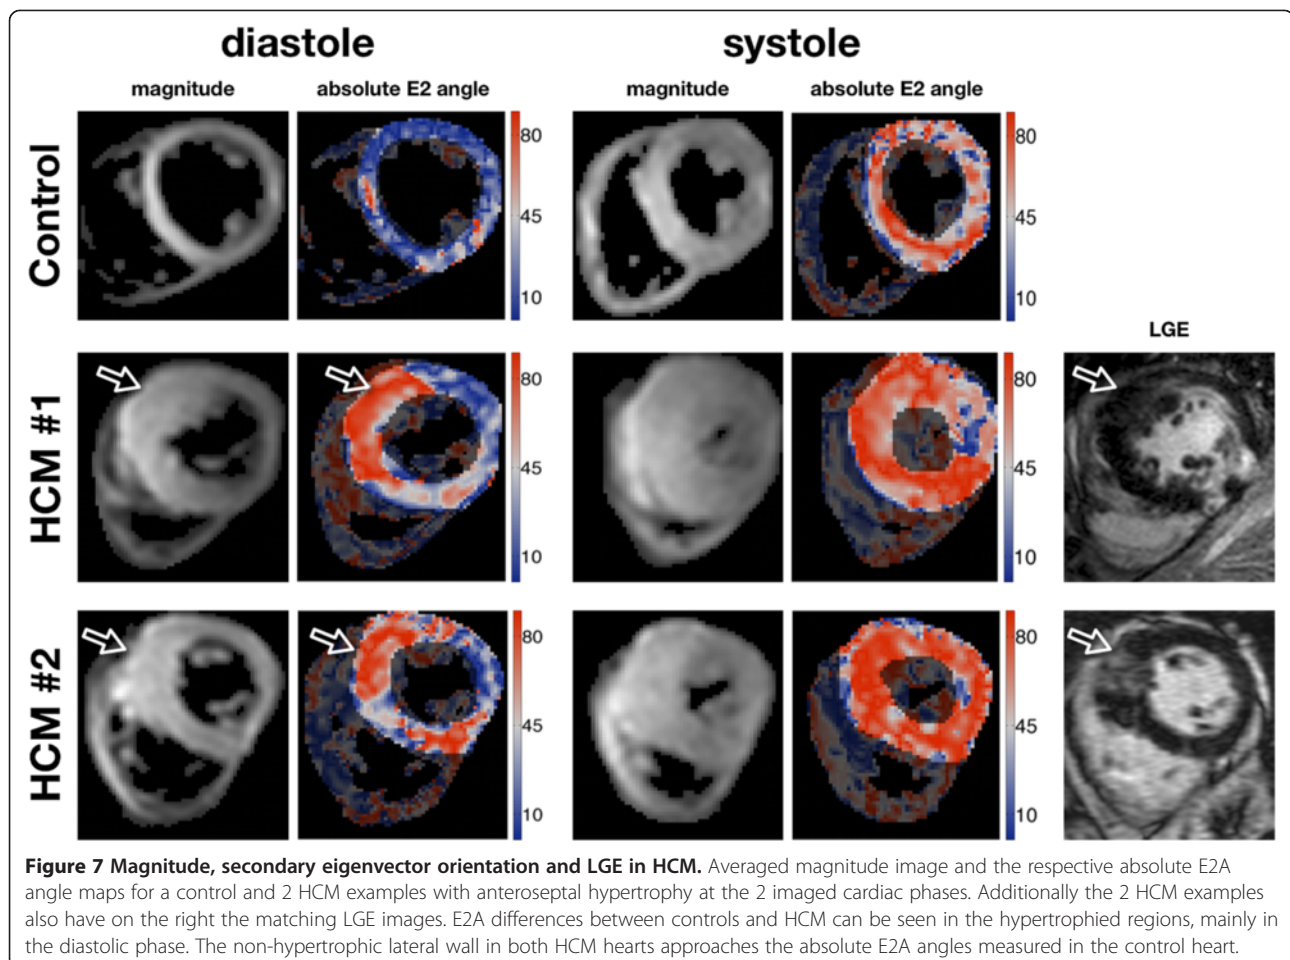 diastole systole
magnitude absolute E2 angle magnitude absolute E2 angle
Control
80
45
10
80
45
10
LGE
HCM #1
80
45
10
80
45
10
HCM #2
80
45
10
80
45
10
Figure 7 Magnitude, secondary eigenvector orientation and LGE in HCM. Averaged magnitude image and the respective absolute E2A
angle maps for a control and 2 HCM examples with anteroseptal hypertrophy at the 2 imaged cardiac phases. Additionally the 2 HCM examples
also have on the right the matching LGE images. E2A differences between controls and HCM can be seen in the hypertrophied regions, mainly in
the diastolic phase. The non-hypertrophic lateral wall in both HCM hearts approaches the absolute E2A angles measured in the control heart.